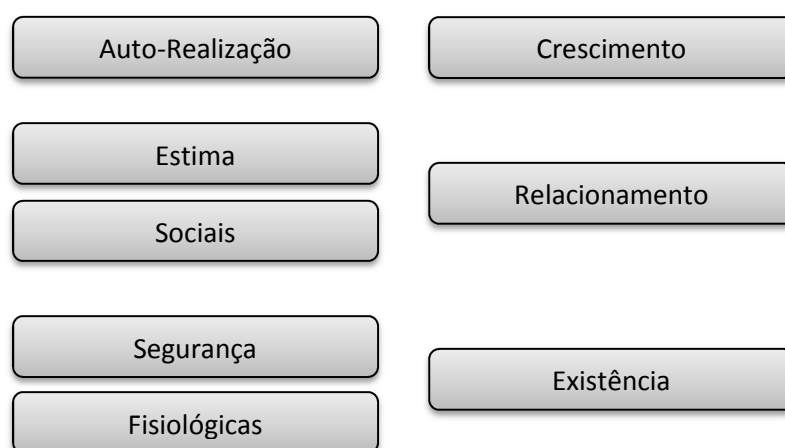 Auto-Realização
Crescimento
Estima
Relacionamento
Sociais
Segurança
Existência
Fisiológicas